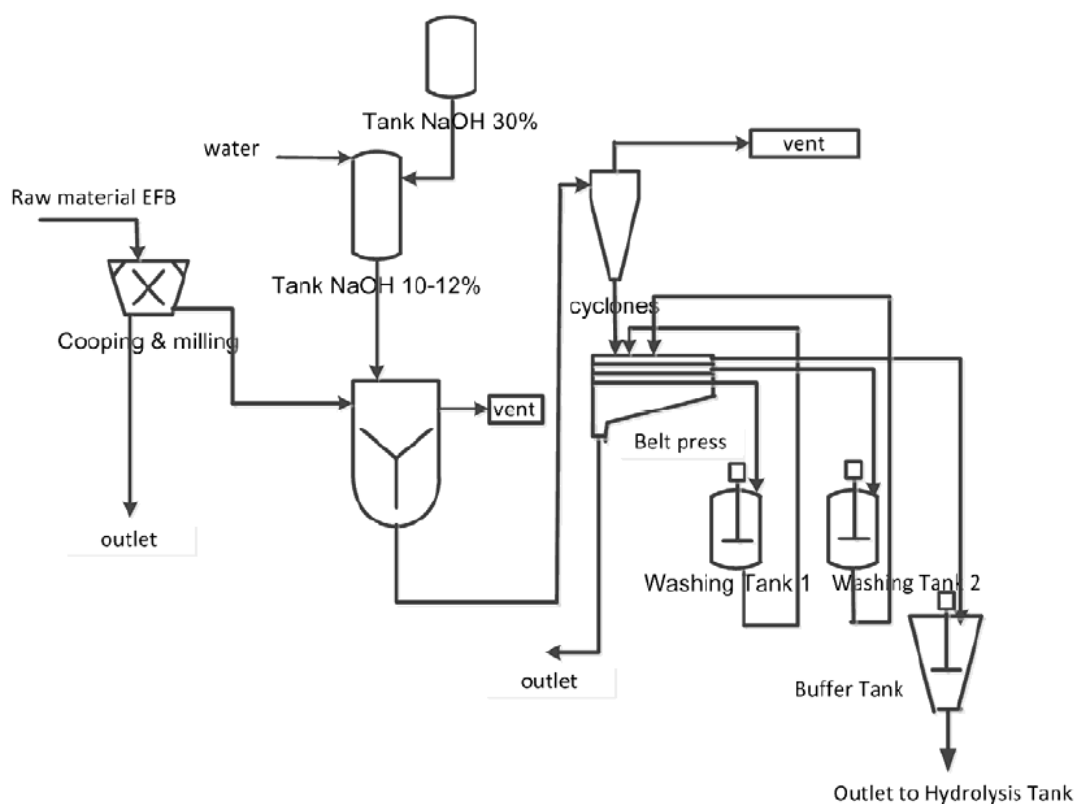 Tank NaOH 30%
water
vent
Raw material EFB
Tank NaOH 10-12%
cyclones
Cooping & milling
vent
Belt press
outlet
Washing Tank 1
Washing Tank 2
outlet
Buffer Tank
Outlet to Hydrolysis Tank